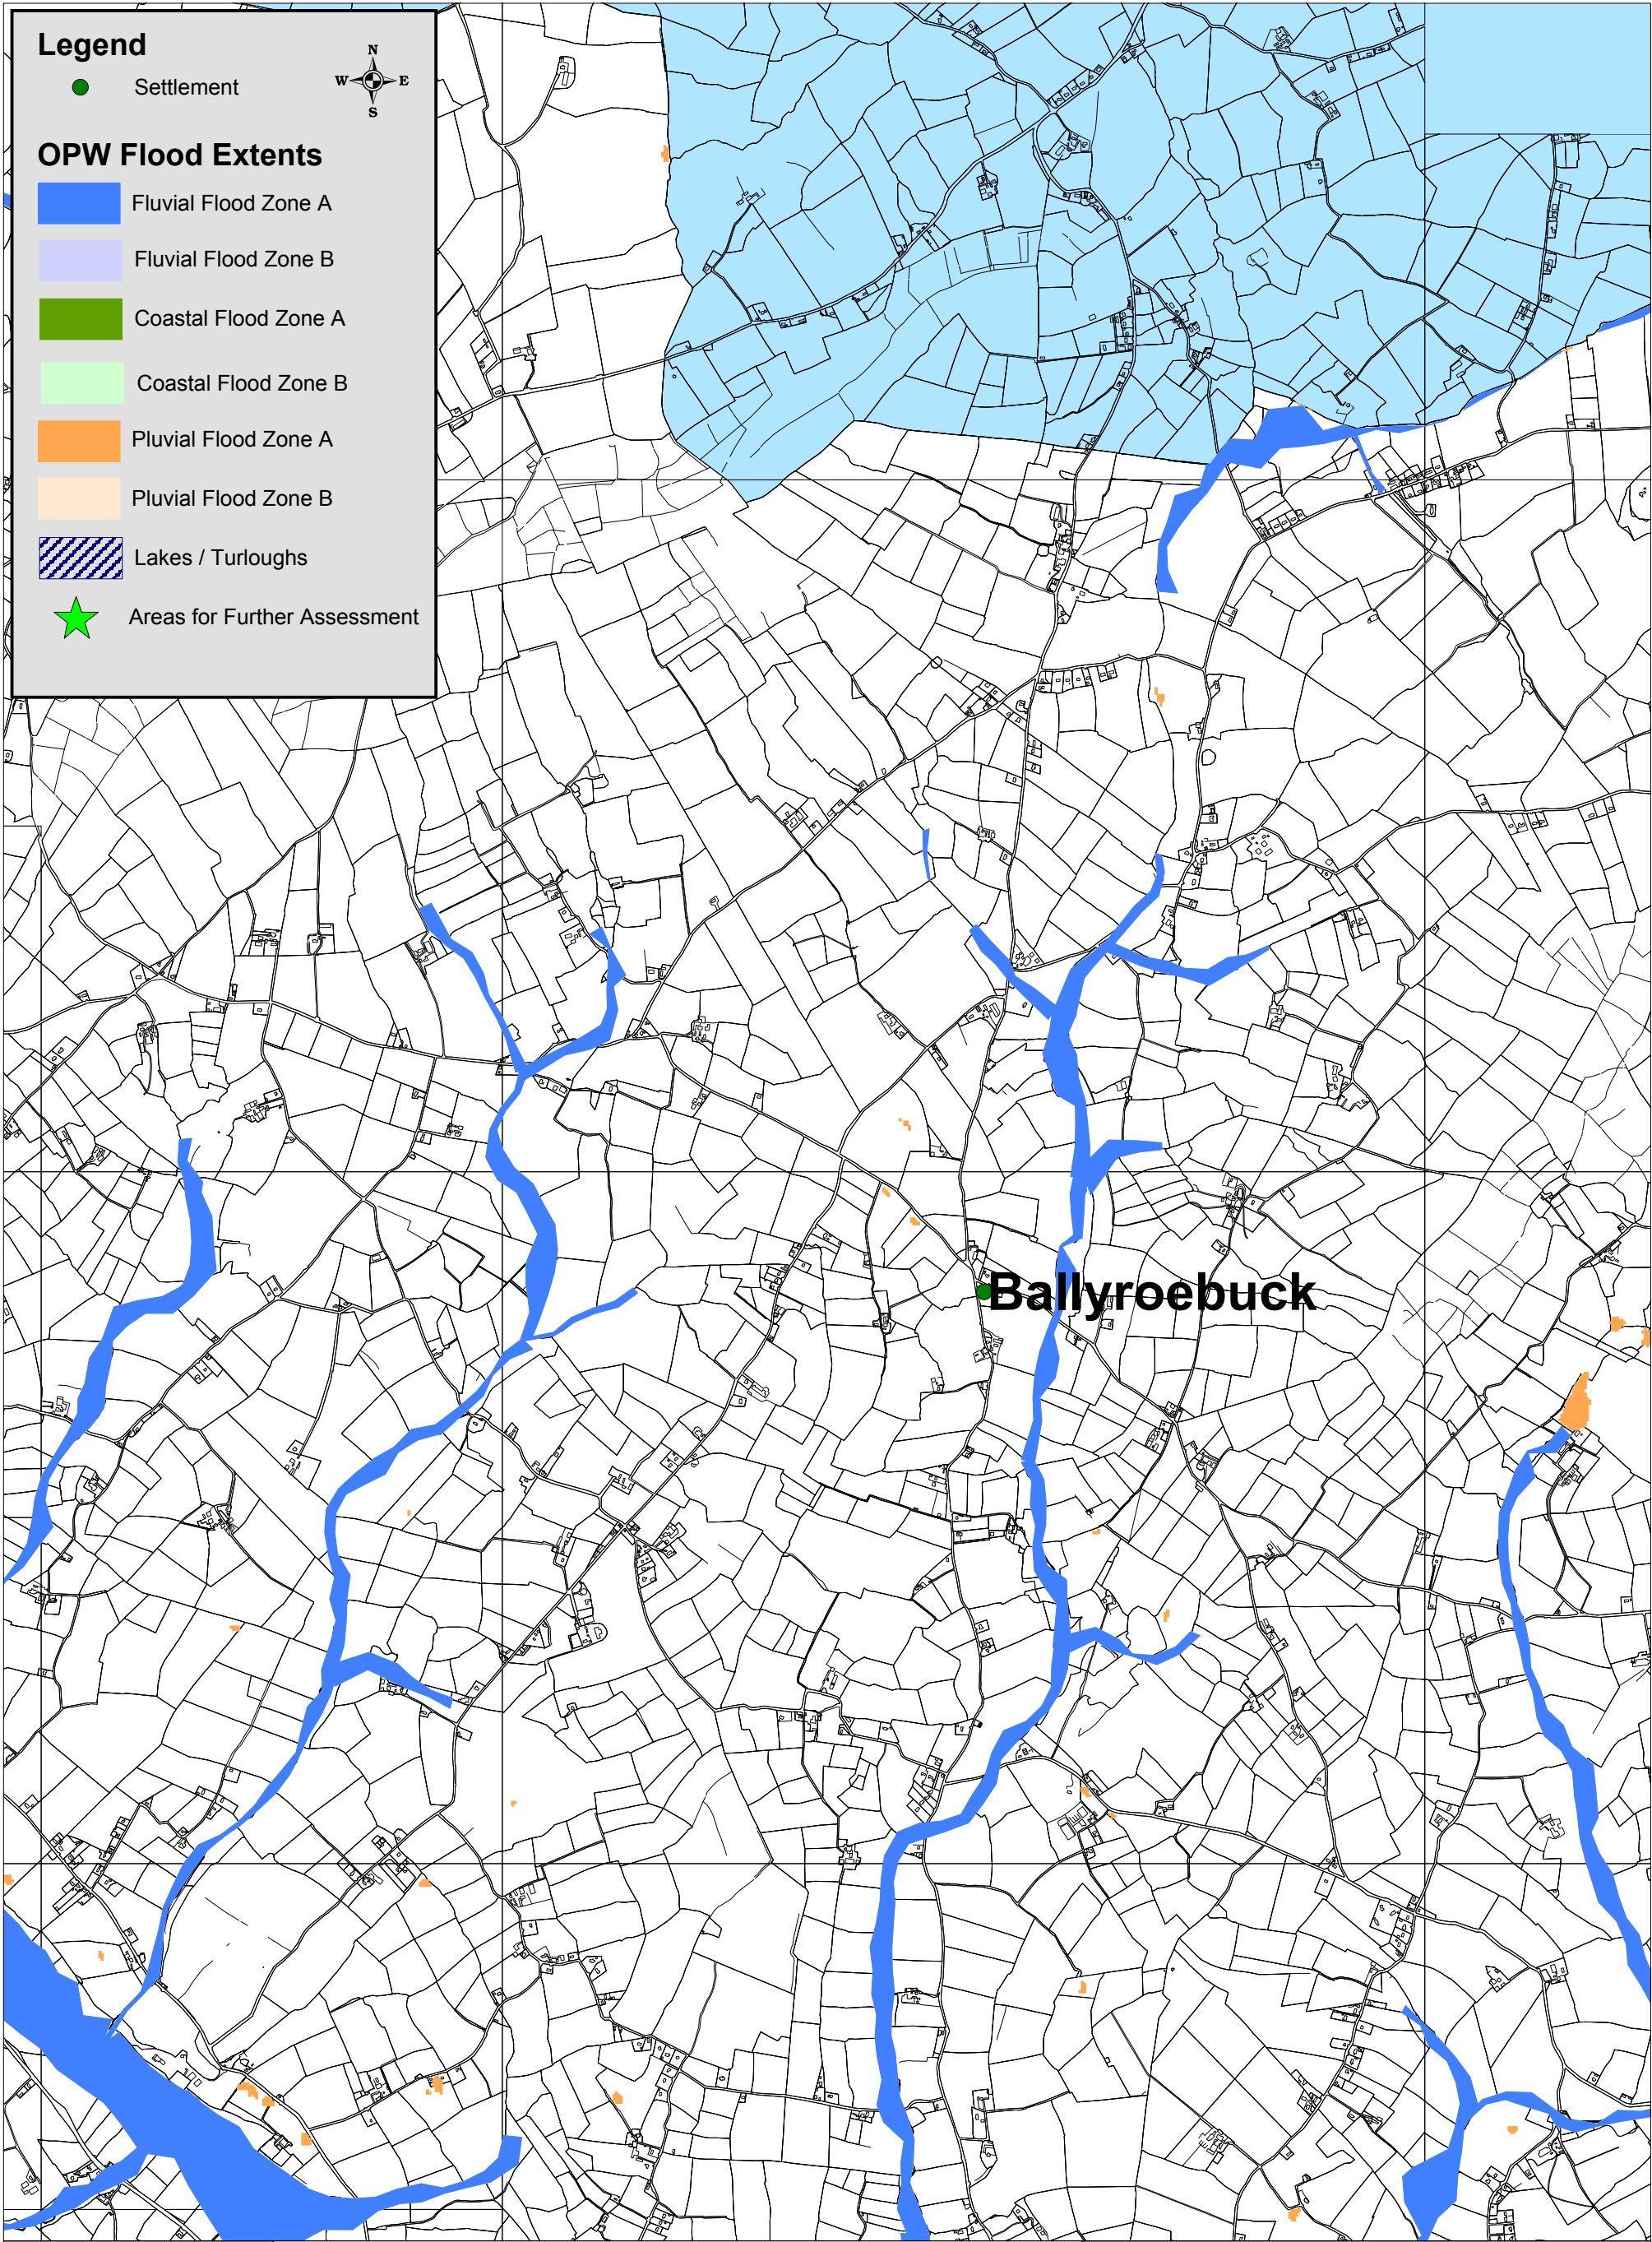 Legend
N
W E
S
Settlement
OPW Flood Extents
Fluvial Flood Zone A
Fluvial Flood Zone B
Coastal Flood Zone A
Coastal Flood Zone B
Pluvial Flood Zone A
Pluvial Flood Zone B
Lakes / Turloughs
Areas for Further Assessment
Ballyroebuck